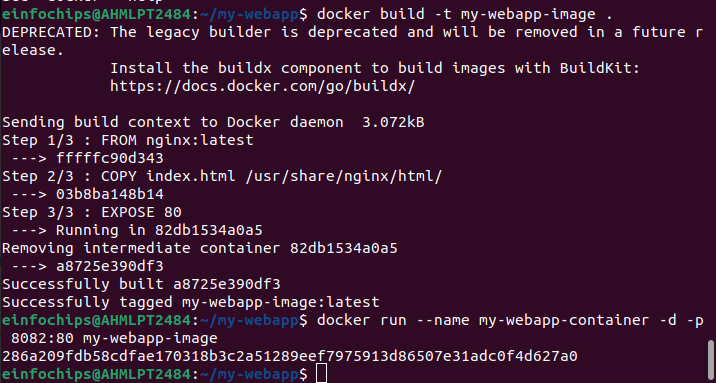 einfochips@AHMLPT2484:~/my-webapp$ docker build -t my-webapp-image .
DEPRECATED: The legacy builder is deprecated and will be removed in a future r
elease.
            Install the buildx component to build images with BuildKit:
            https://docs.docker.com/go/buildx/

Sending build context to Docker daemon  3.072kB
Step 1/3 : FROM nginx:latest
 ---> fffffc90d343
Step 2/3 : COPY index.html /usr/share/nginx/html/
 ---> 03b8ba148b14
Step 3/3 : EXPOSE 80
 ---> Running in 82db1534a0a5
Removing intermediate container 82db1534a0a5
 ---> a8725e390df3
Successfully built a8725e390df3
Successfully tagged my-webapp-image:latest
einfochips@AHMLPT2484:~/my-webapp$ docker run --name my-webapp-container -d -p
 8082:80 my-webapp-image
286a209fdb58cdfae170318b3c2a51289eef7975913d86507e31adc0f4d627a0
einfochips@AHMLPT2484:~/my-webapp$